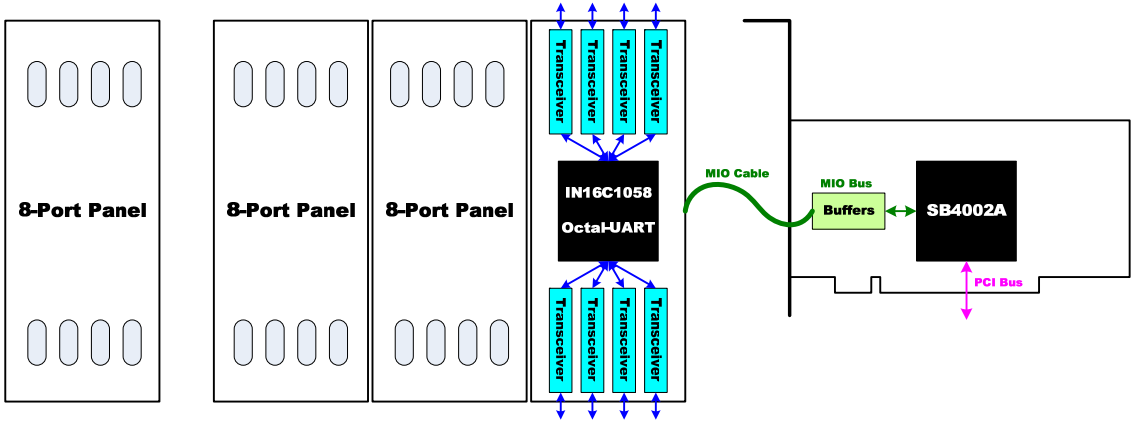 8-Port Panel
8-Port Panel
8-Port Panel
Transceiver
Transceiver
Transceiver
Transceiver
IN16C1058
Octal-UART
Transceiver
Transceiver
Transceiver
Transceiver
MIO Cable
MIO Bus
Buffers
SB4002A
PCI Bus